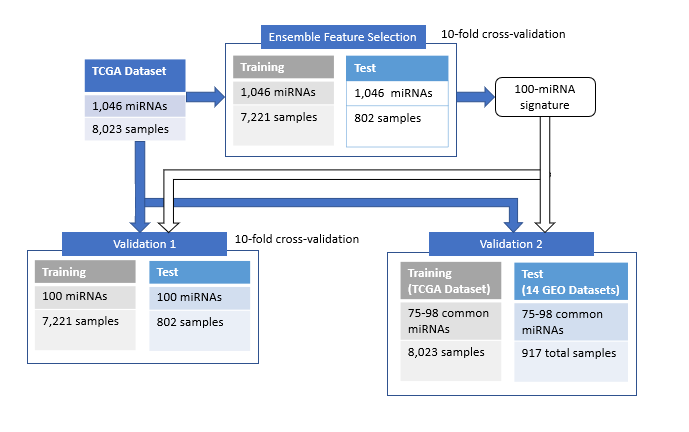 Ensemble Feature Selection
10-fold cross-validation
TCGA Dataset
1,046 miRNAs
8,023 samples
Training
1,046 miRNAs
7,221 samples
Test
1,046 miRNAs
802 samples
100-miRNA
signature
Validation 1
10-fold cross-validation
Training
100 miRNAs
7,221 samples
Test
100 miRNAs
802 samples
Validation 2
Training
(TCGA Dataset)
75-98 common
miRNAs
8,023 samples
Test
(14 GEO Datasets)
75-98 common
miRNAs
917 total samples